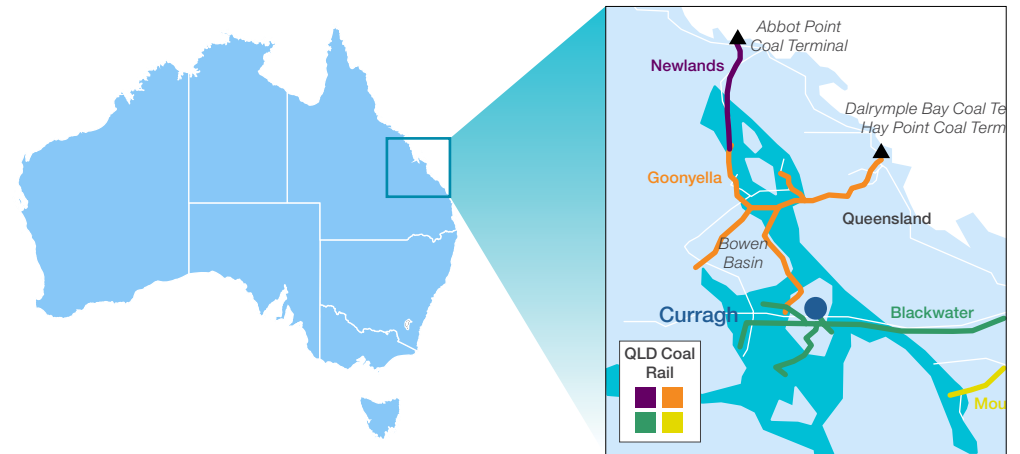 Abbot Point
Coal Terminal
Newlands
Dalrymple Bay Coal Te
Hay Point Coal Term
Goonyella
Queensland
Bowen
Basin
Curragh
Blackwater
QLD Coal
Rail
Mou